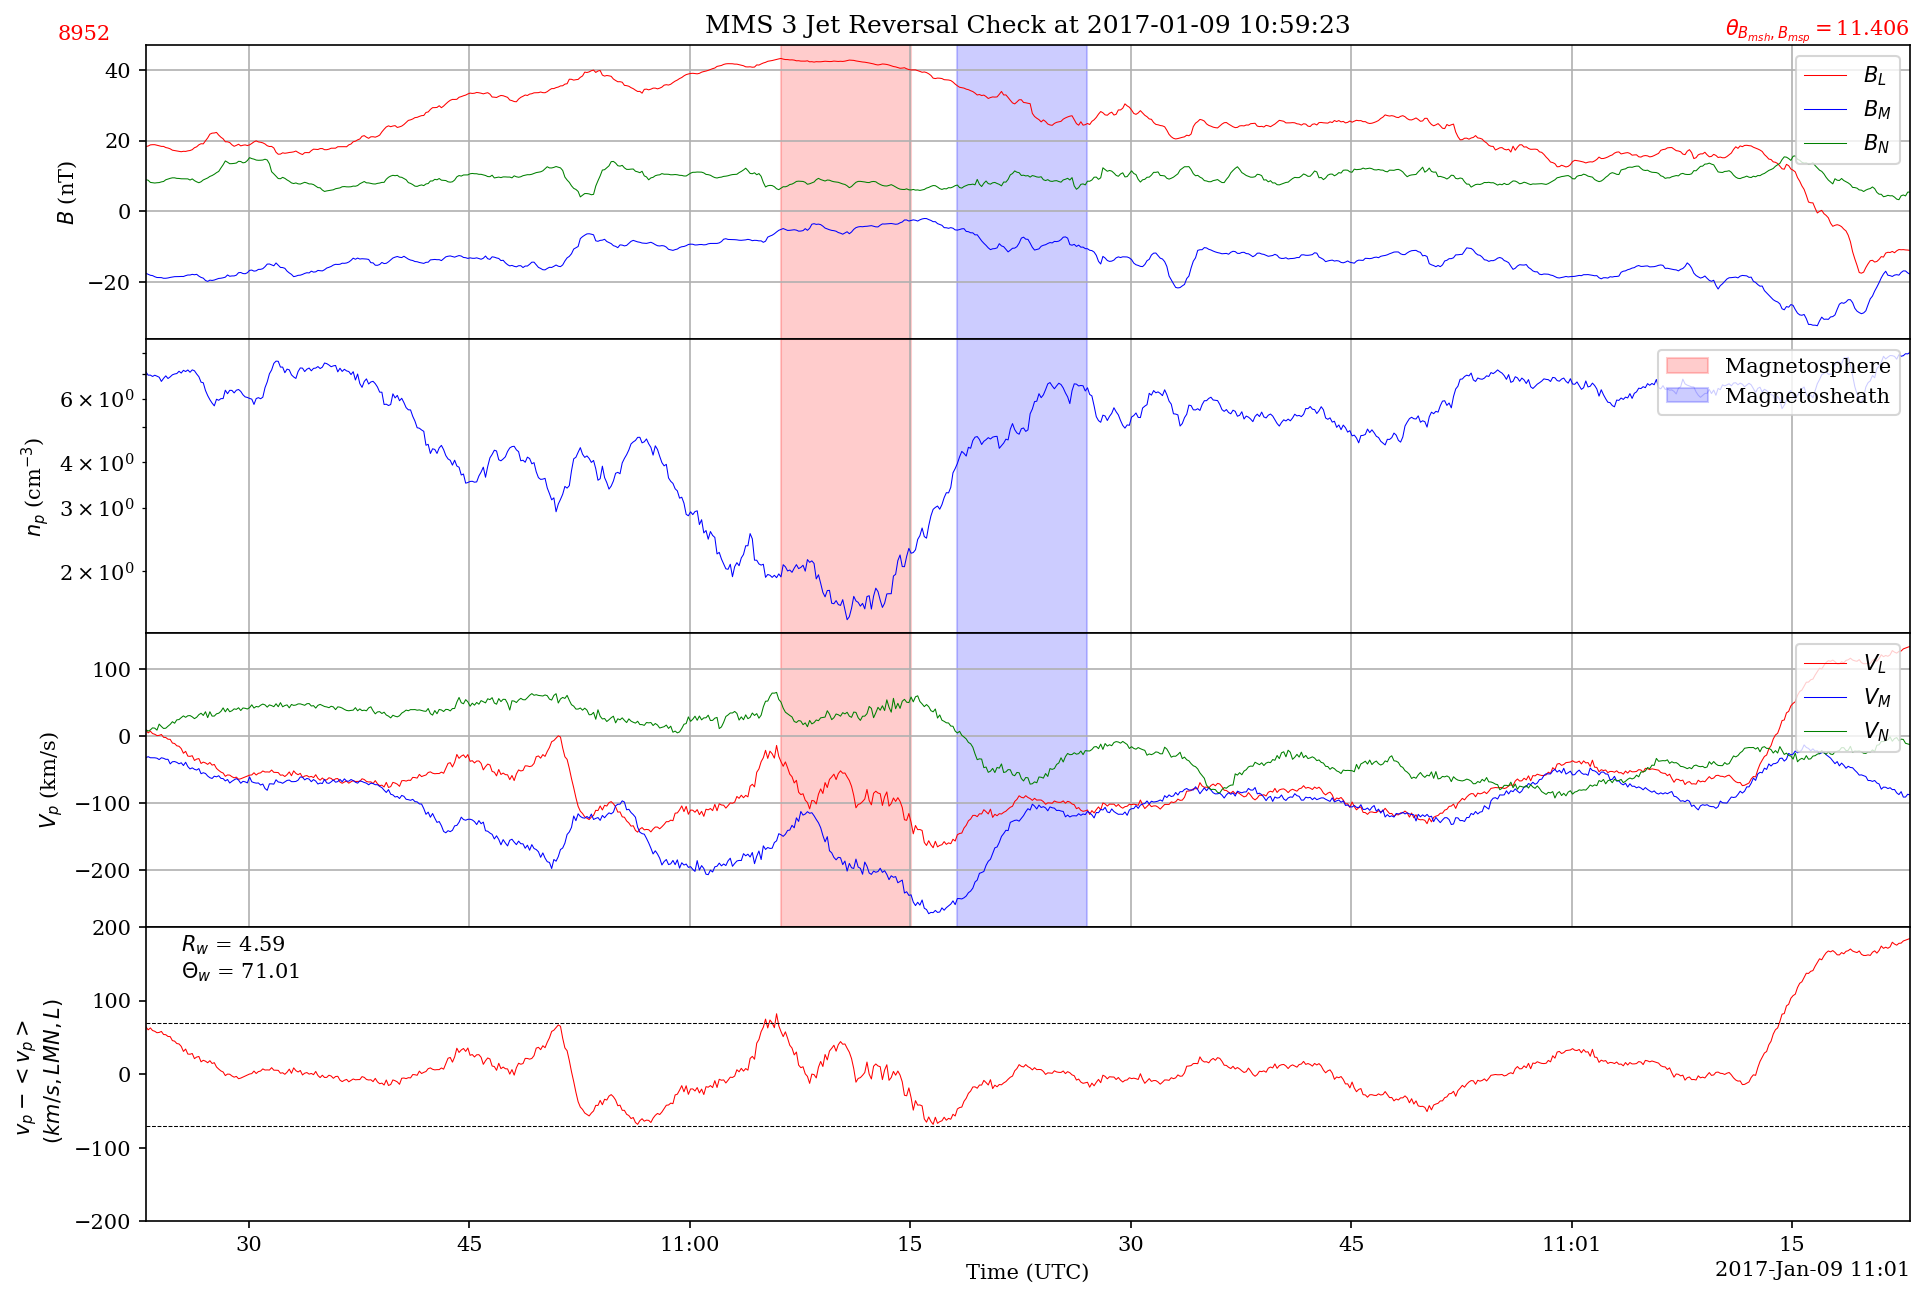 MMS 3 Jet Reversal Check at 2017-01-09 10:59:23
8952
θ_{B_{msh}, B_{msp}} = 11.406
B (nT)
40
20
0
−20
B_L
B_M
B_N
n_p (cm^{-3})
6 × 10^0
4 × 10^0
3 × 10^0
2 × 10^0
Magnetosphere
Magnetosheath
V_p (km/s)
100
0
−100
−200
V_L
V_M
V_N
v_p − < v_p >
(km/s, LMN, L)
200
100
0
−100
−200
R_w = 4.59
Θ_w = 71.01
30 45 11:00 15 30 45 11:01 15
Time (UTC)
2017-Jan-09 11:01